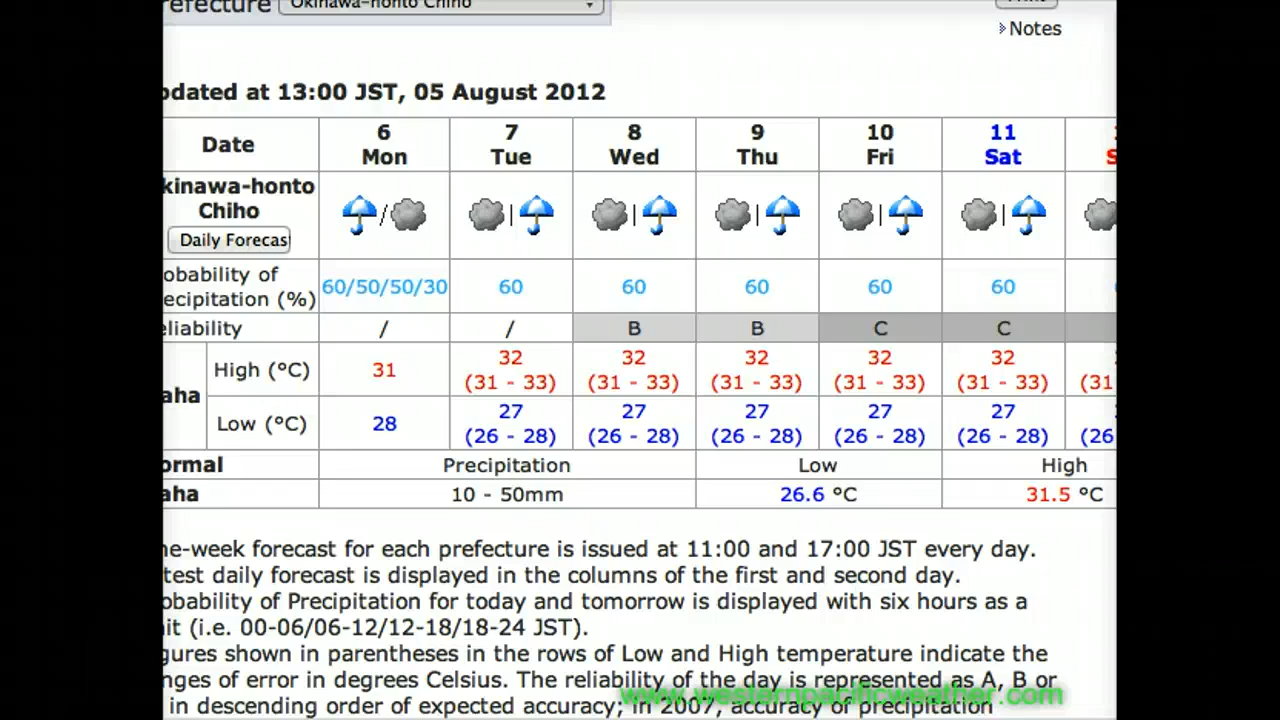 refecture Okinawa-honto Chiho
Notes
pdated at 13:00 JST, 05 August 2012
Date 6 Mon 7 Tue 8 Wed 9 Thu 10 Fri 11 Sat
kinawa-honto
Chiho
Daily Forecast
/ | | | | |
obability of
ecipitation (%) 60/50/50/30 60 60 60 60 60
eliability / / B B C C
aha High (°C) 31 32 (31 - 33) 32 (31 - 33) 32 (31 - 33) 32 (31 - 33) 32 (31 - 33) (31
Low (°C) 28 27 (26 - 28) 27 (26 - 28) 27 (26 - 28) 27 (26 - 28) 27 (26 - 28) (26
ormal Precipitation Low High
aha 10 - 50mm 26.6 °C 31.5 °C
ne-week forecast for each prefecture is issued at 11:00 and 17:00 JST every day.
test daily forecast is displayed in the columns of the first and second day.
obability of Precipitation for today and tomorrow is displayed with six hours as a
it (i.e. 00-06/06-12/12-18/18-24 JST).
gures shown in parentheses in the rows of Low and High temperature indicate the
nges of error in degrees Celsius. The reliability of the day is represented as A, B or
in descending order of expected accuracy; in 2007, accuracy of precipitation
www.westernpacificweather.com